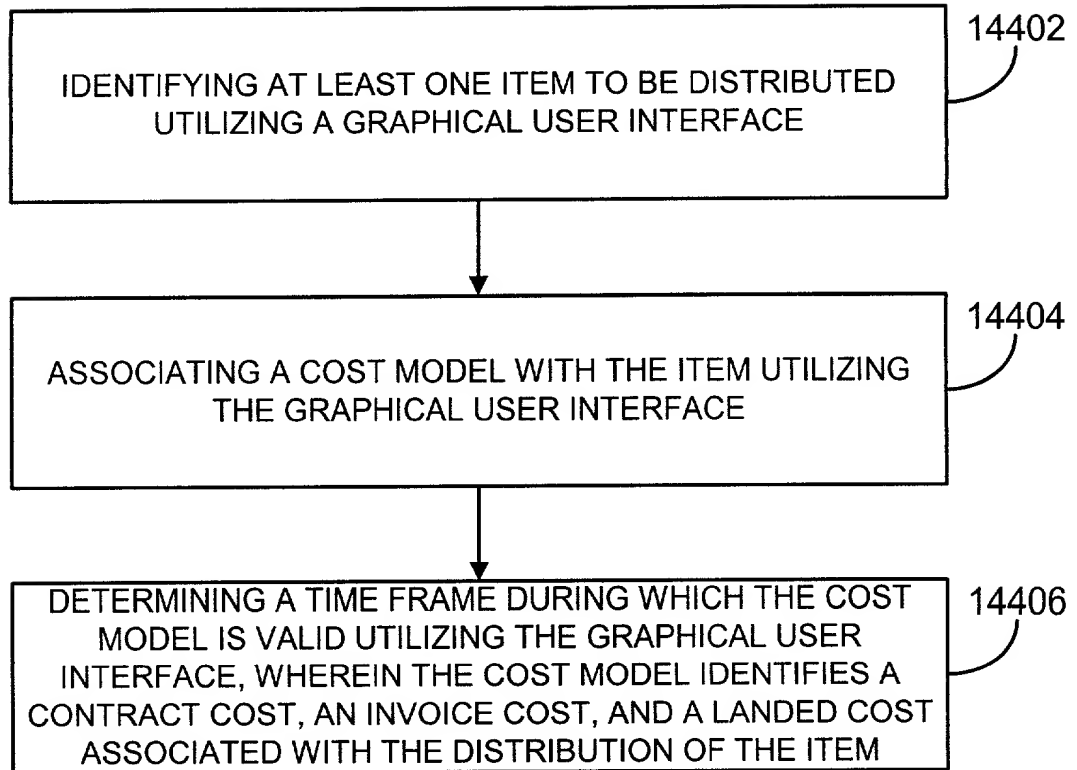 14402
IDENTIFYING AT LEAST ONE ITEM TO BE DISTRIBUTED
UTILIZING A GRAPHICAL USER INTERFACE
14404
ASSOCIATING A COST MODEL WITH THE ITEM UTILIZING
THE GRAPHICAL USER INTERFACE
14406
DETERMINING A TIME FRAME DURING WHICH THE COST
MODEL IS VALID UTILIZING THE GRAPHICAL USER
INTERFACE, WHEREIN THE COST MODEL IDENTIFIES A
CONTRACT COST, AN INVOICE COST, AND A LANDED COST
ASSOCIATED WITH THE DISTRIBUTION OF THE ITEM